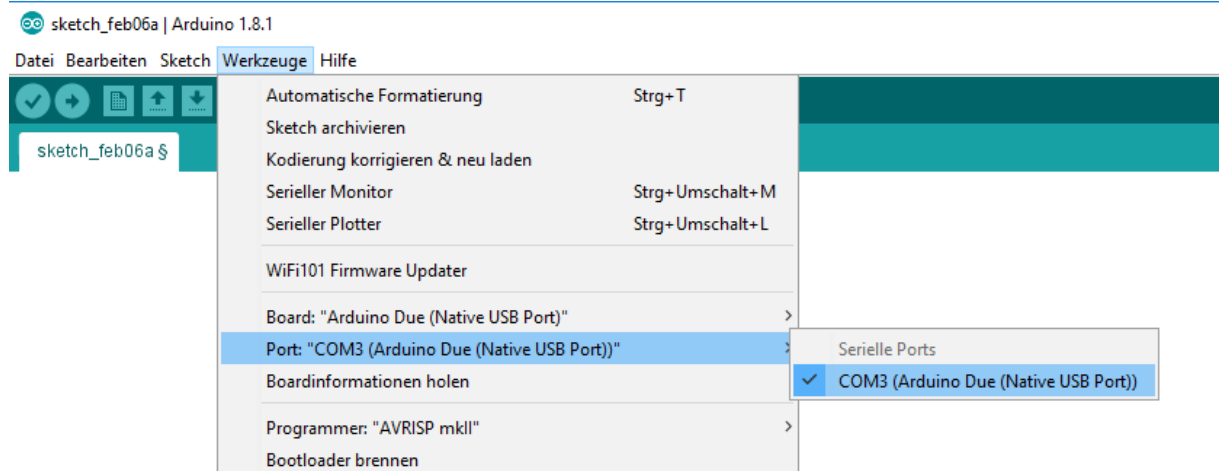 sketch_feb06a | Arduino 1.8.1
Datei Bearbeiten Sketch Werkzeuge Hilfe
sketch_feb06a §
Automatische Formatierung Strg+T
Sketch archivieren
Kodierung korrigieren & neu laden
Serieller Monitor Strg+Umschalt+M
Serieller Plotter Strg+Umschalt+L
WiFi101 Firmware Updater
Board: "Arduino Due (Native USB Port)"
Port: "COM3 (Arduino Due (Native USB Port))"
Serielle Ports
COM3 (Arduino Due (Native USB Port))
Boardinformationen holen
Programmer: "AVRISP mkII"
Bootloader brennen